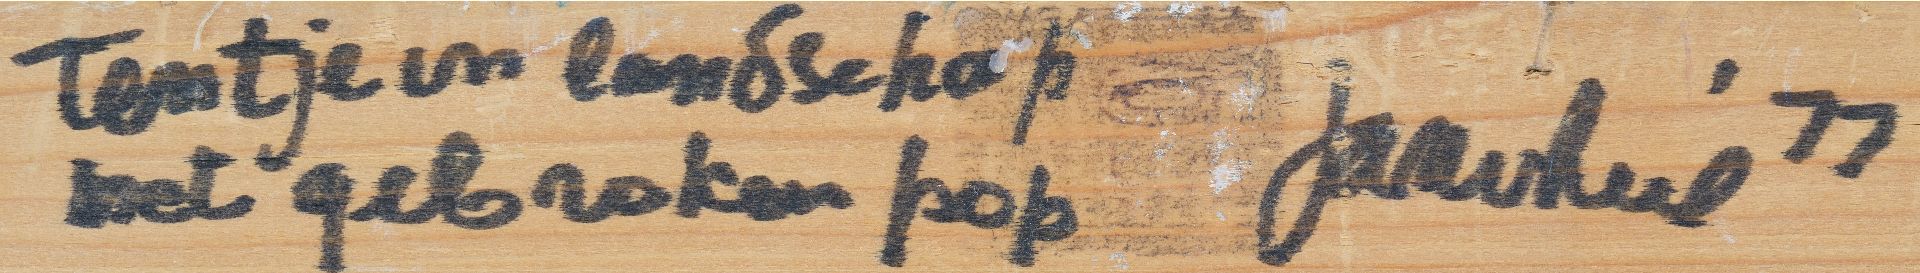 Tentje in landschap
met gebroken pop
'77